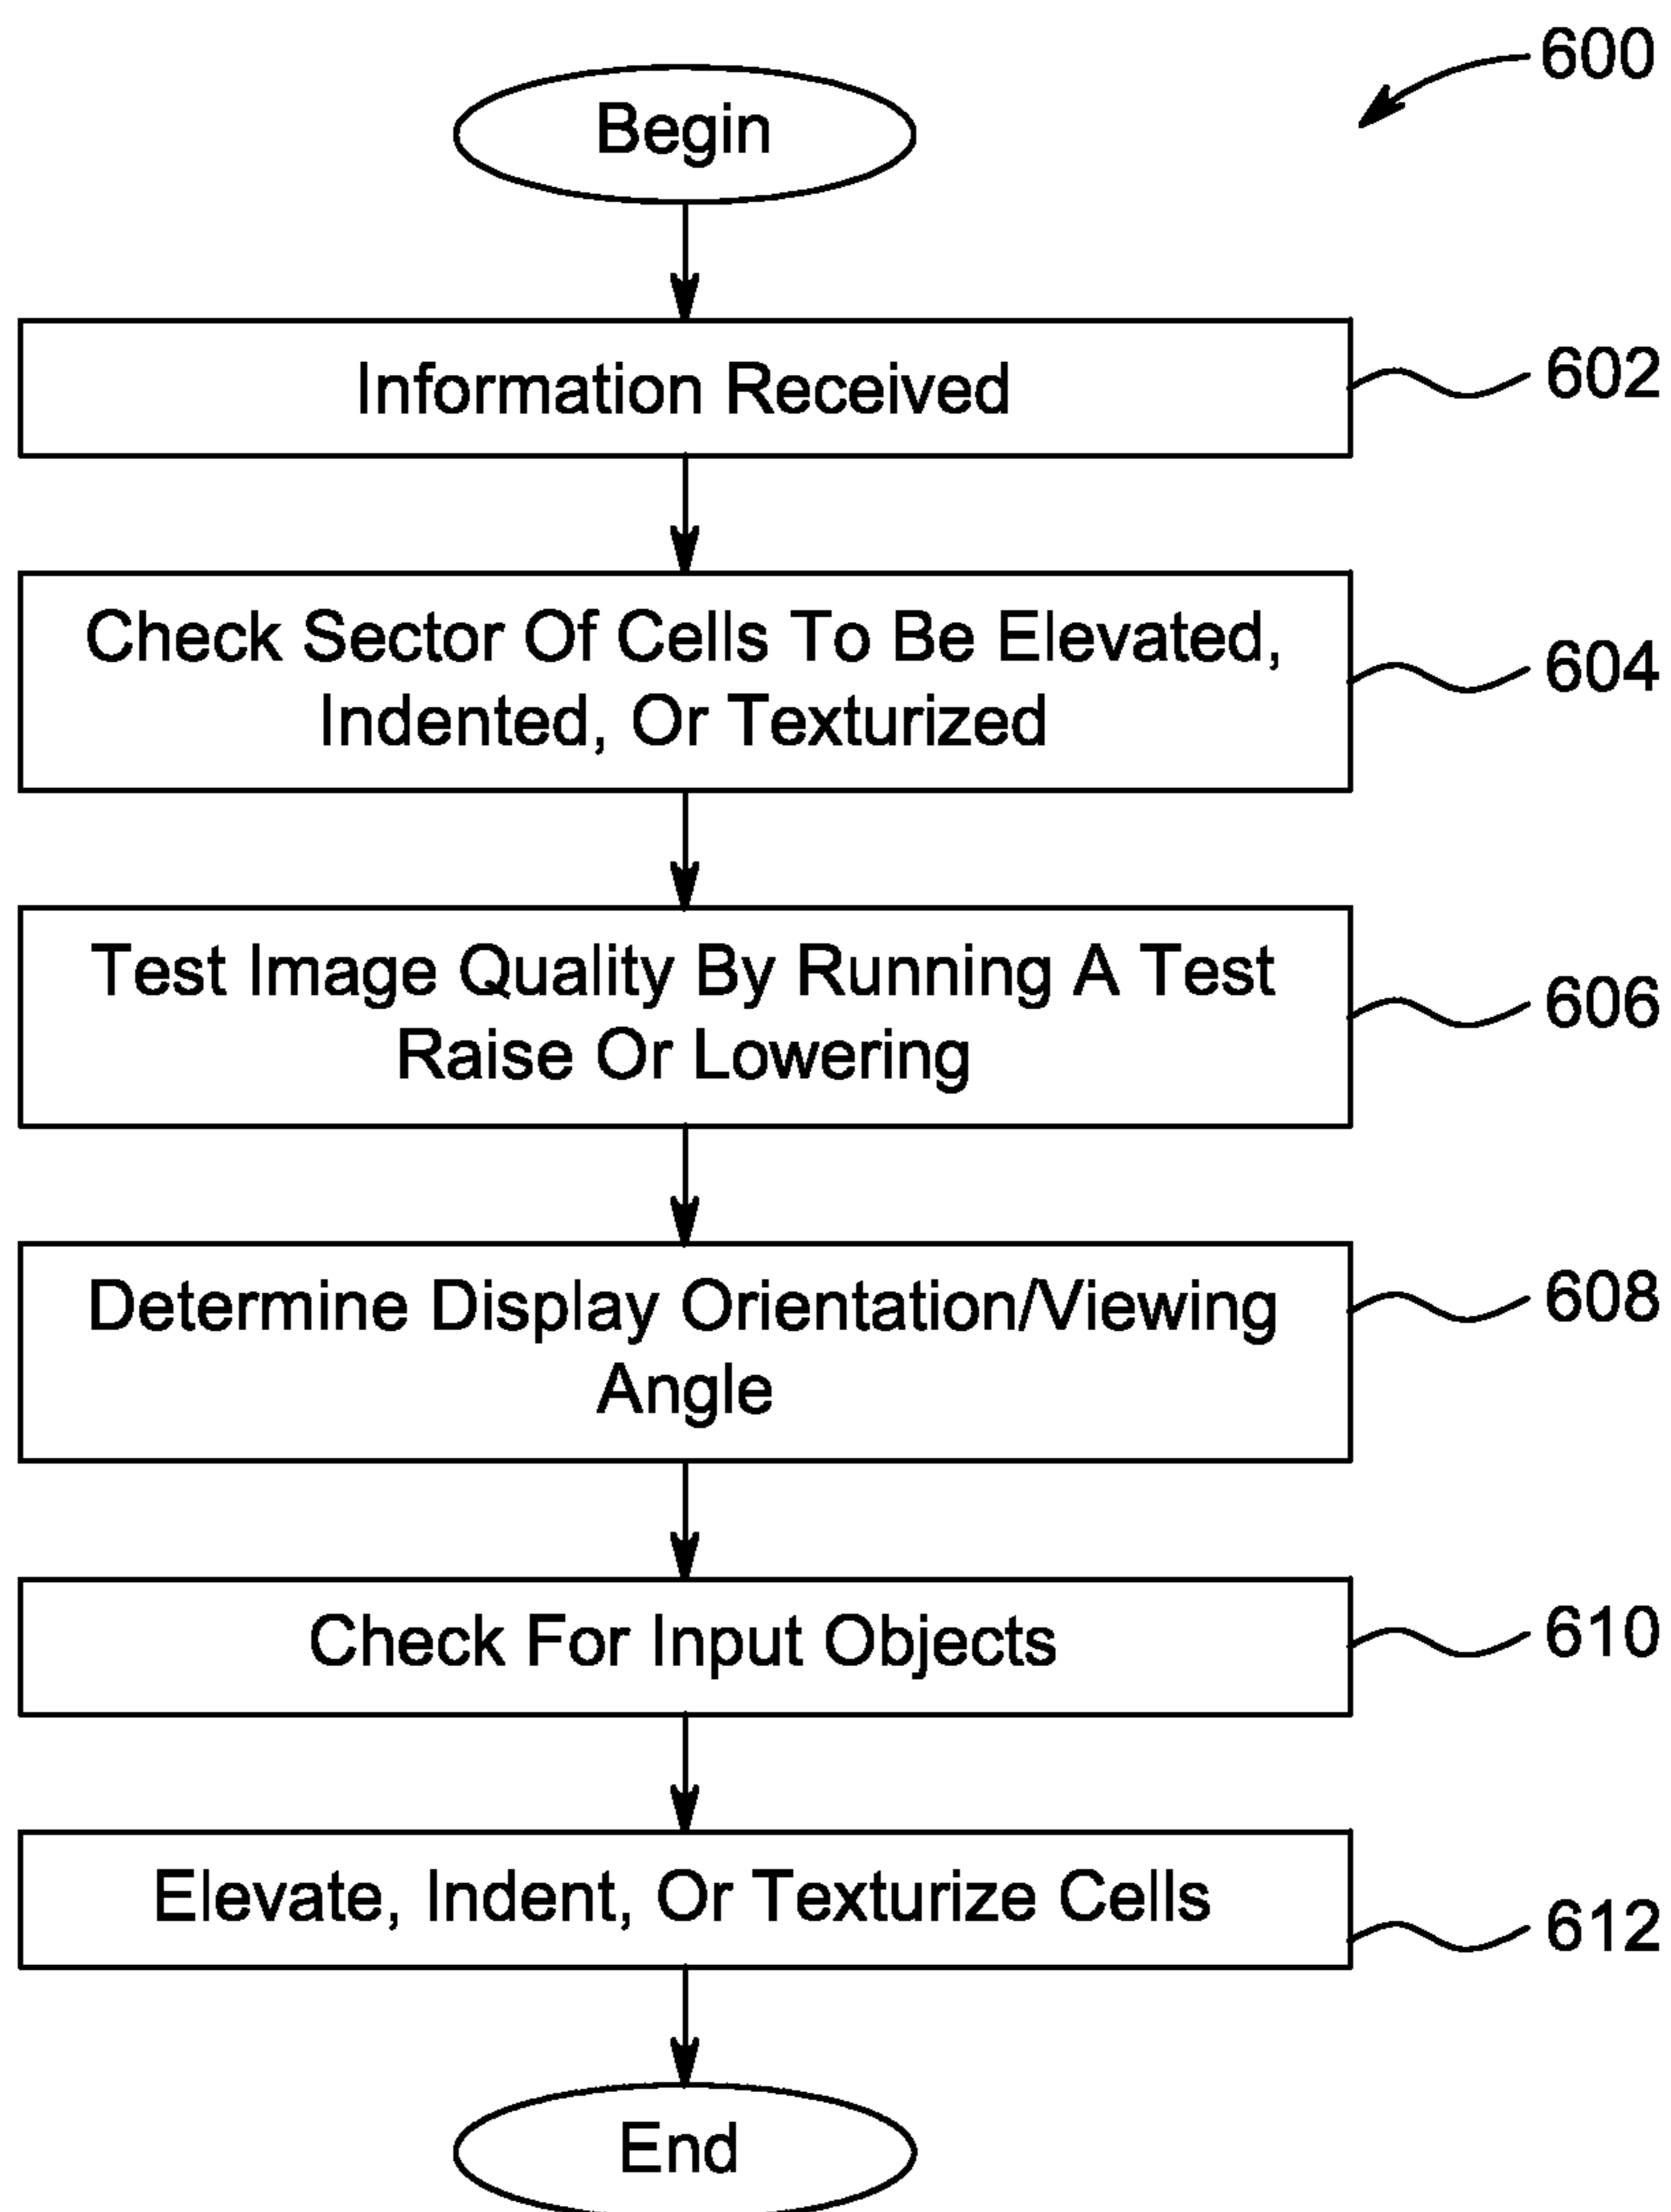 600
Begin
Information Received
602
Check Sector Of Cells To Be Elevated,
Indented, Or Texturized
604
Test Image Quality By Running A Test
Raise Or Lowering
606
Determine Display Orientation/Viewing
Angle
608
Check For Input Objects
610
Elevate, Indent, Or Texturize Cells
612
End